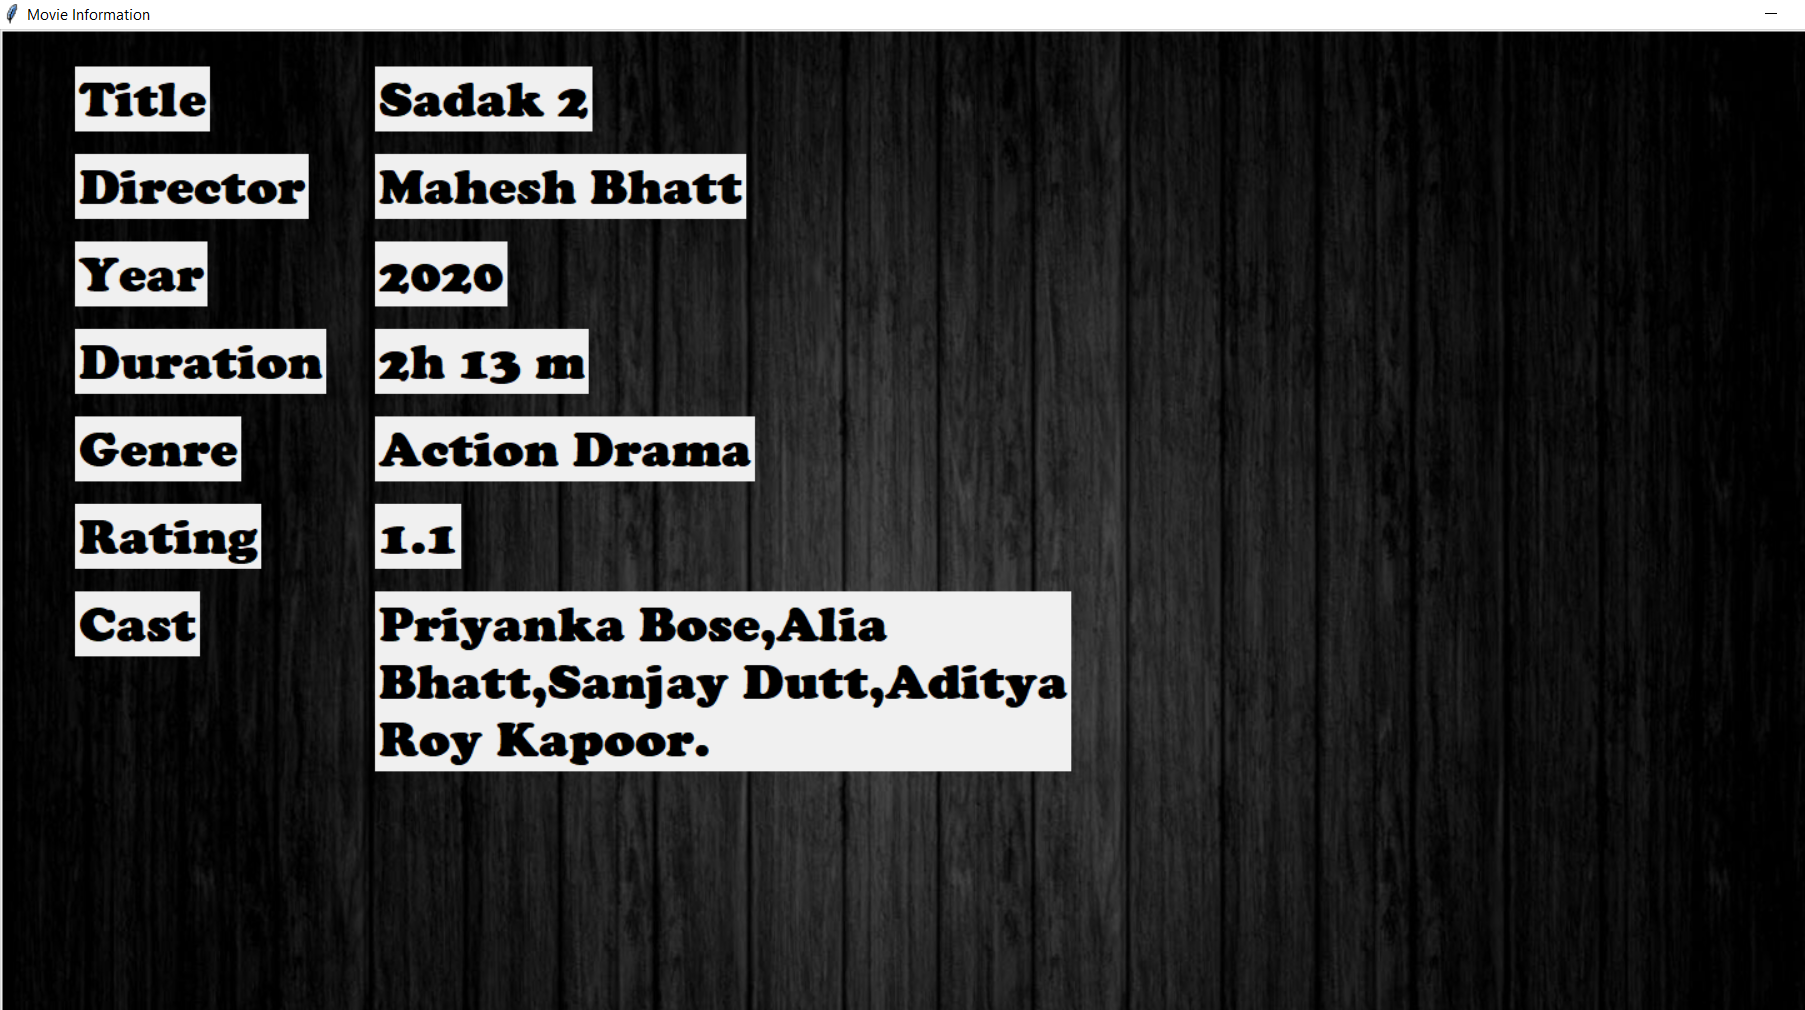 Movie Information
Title Sadak 2
Director Mahesh Bhatt
Year 2020
Duration 2h 13 m
Genre Action Drama
Rating 1.1
Cast Priyanka Bose,Alia
Bhatt,Sanjay Dutt,Aditya
Roy Kapoor.